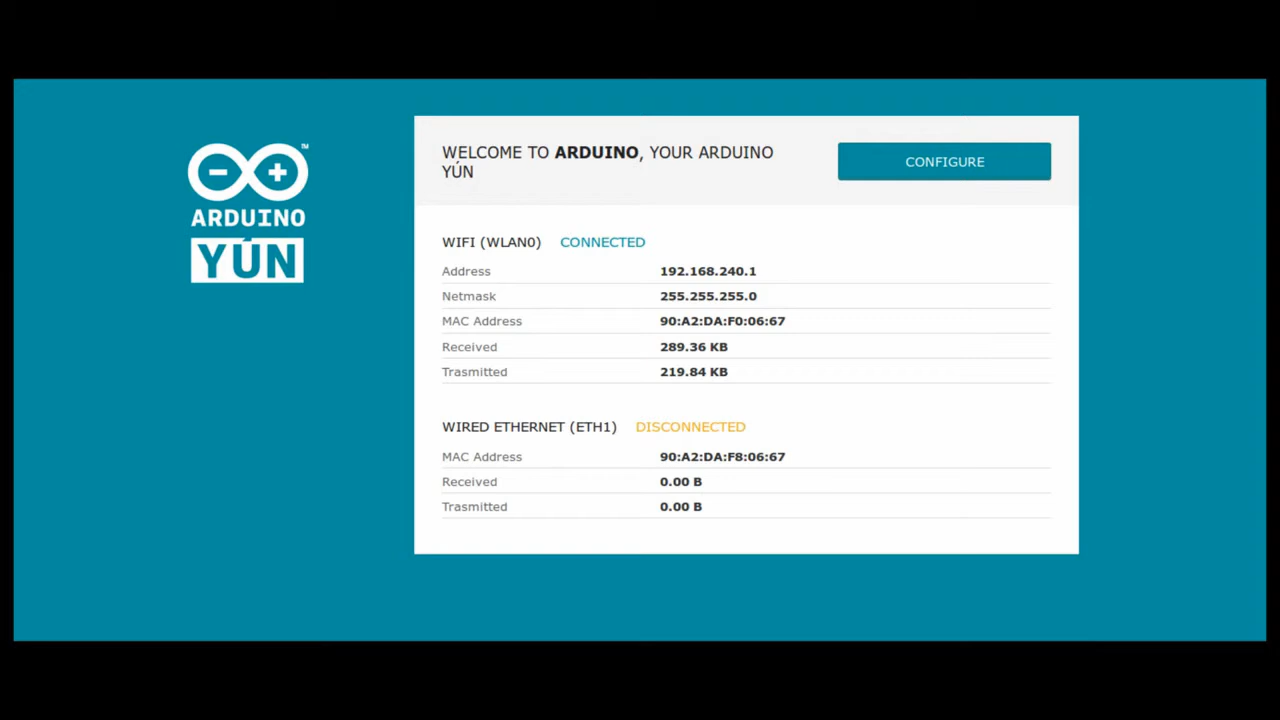 ARDUINO
YÚN
WELCOME TO ARDUINO, YOUR ARDUINO
YÚN
CONFIGURE
WIFI (WLAN0) CONNECTED
Address 192.168.240.1
Netmask 255.255.255.0
MAC Address 90:A2:DA:F0:06:67
Received 289.36 KB
Trasmitted 219.84 KB
WIRED ETHERNET (ETH1) DISCONNECTED
MAC Address 90:A2:DA:F8:06:67
Received 0.00 B
Trasmitted 0.00 B